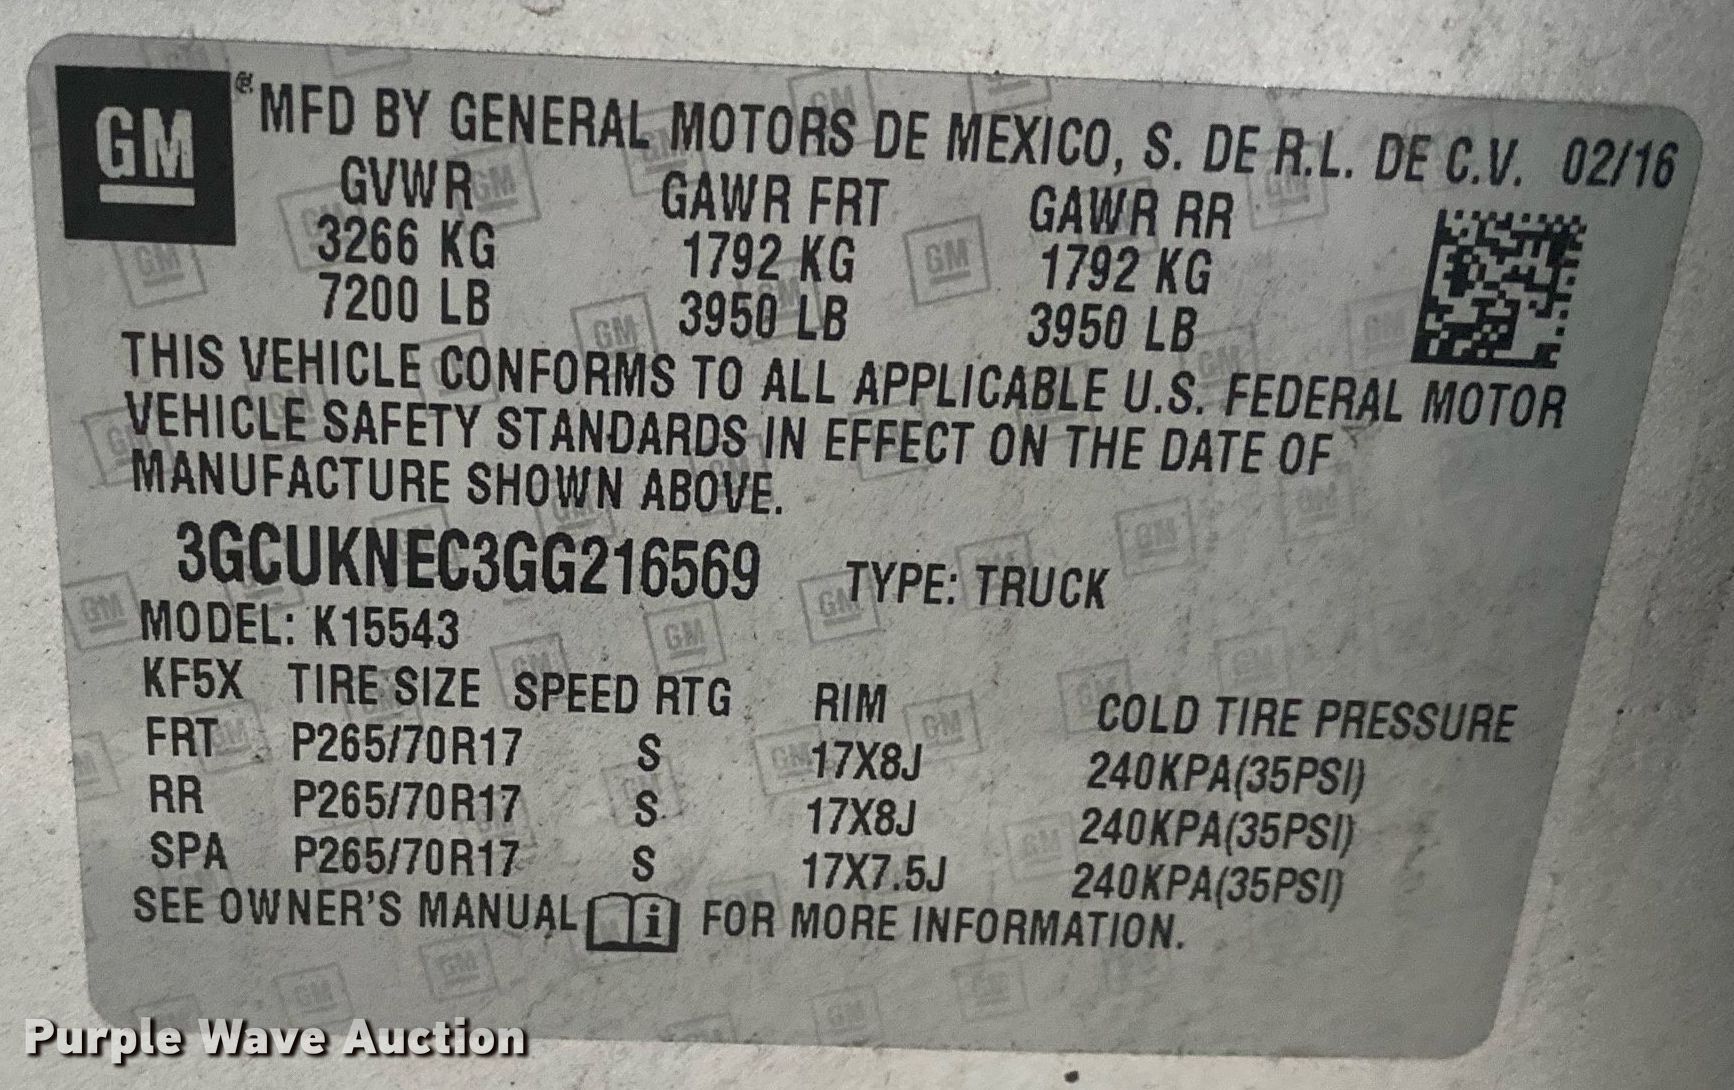 GM ® MFD BY GENERAL MOTORS DE MEXICO, S. DE R.L. DE C.V. 02/16
GVWR GAWR FRT GAWR RR
3266 KG 1792 KG 1792 KG
7200 LB 3950 LB 3950 LB
THIS VEHICLE CONFORMS TO ALL APPLICABLE U.S. FEDERAL MOTOR
VEHICLE SAFETY STANDARDS IN EFFECT ON THE DATE OF
MANUFACTURE SHOWN ABOVE.
3GCUKNEC3GG216569 TYPE: TRUCK
MODEL: K15543
KF5X TIRE SIZE SPEED RTG RIM COLD TIRE PRESSURE
FRT P265/70R17 S 17X8J 240KPA(35PSI)
RR P265/70R17 S 17X8J 240KPA(35PSI)
SPA P265/70R17 S 17X7.5J 240KPA(35PSI)
SEE OWNER'S MANUAL i FOR MORE INFORMATION.
Purple Wave Auction